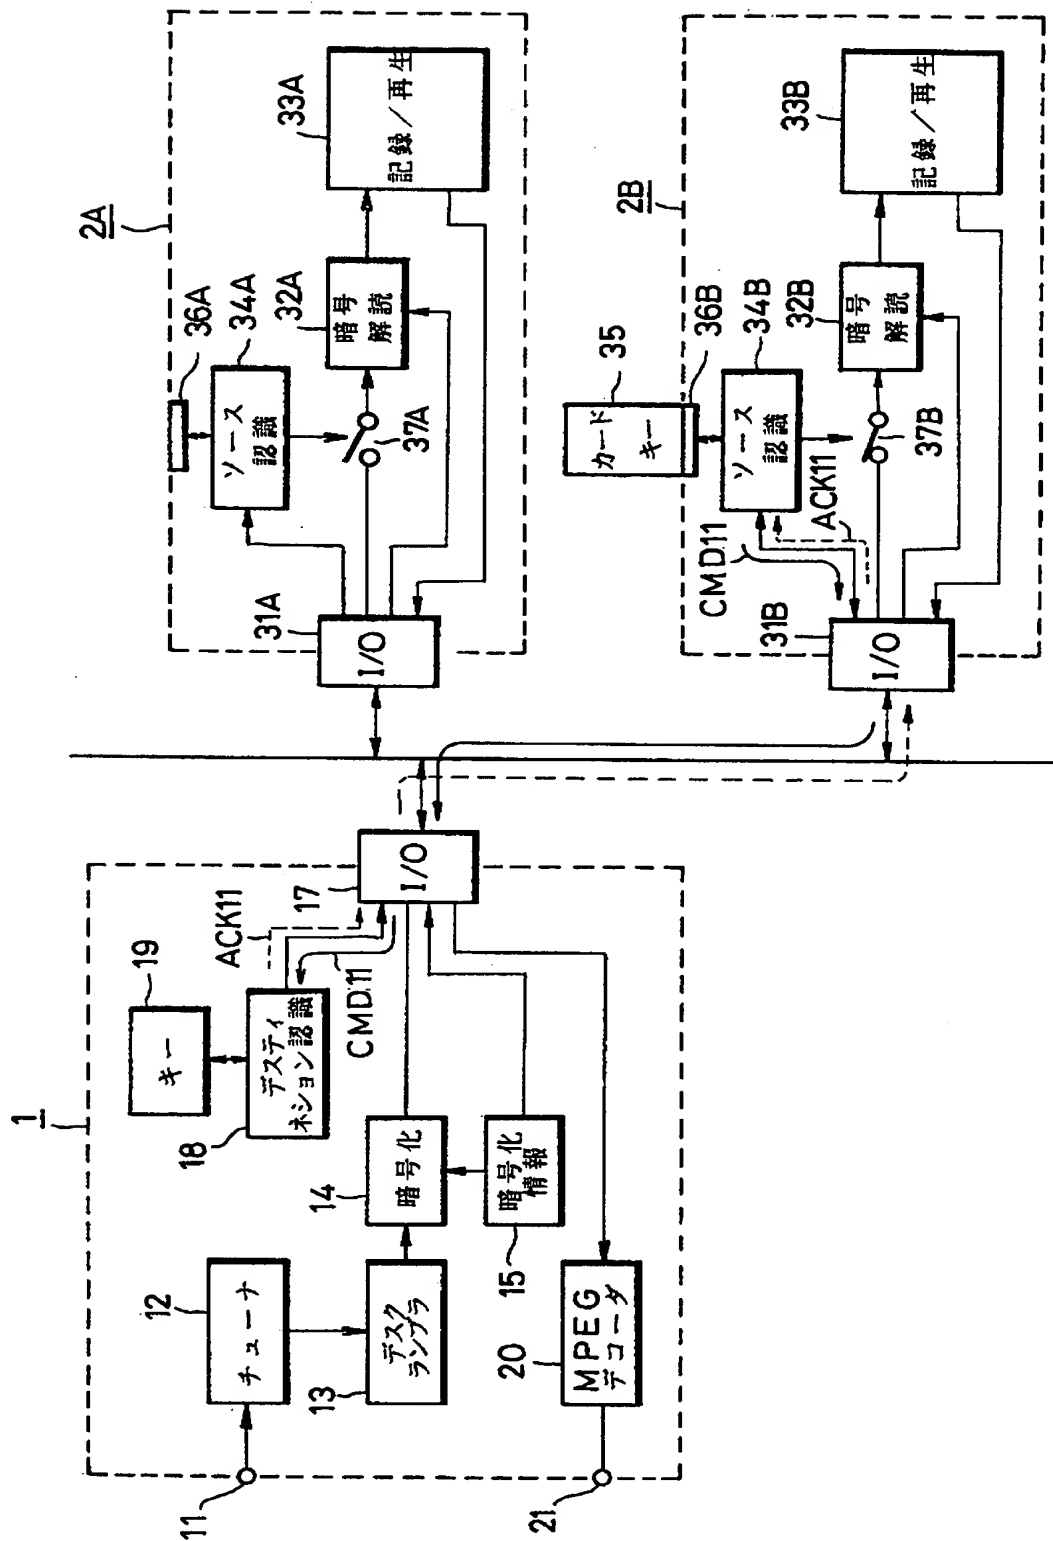 1
11
チューナ
12
デスク
ランブラ
13
暗号化
14
暗号化
情報
15
MPEG
デコーダ
20
21
キー
19
デスティ
ネション認識
18
ACK11
CMD11
I/O
17
2A
I/O
31A
ソース
認識
34A
36A
37A
暗号
解読
32A
記録/再生
33A
2B
I/O
31B
CMD11
ACK11
ソース
認識
34B
カード
キー
35
36B
37B
暗号
解読
32B
記録/再生
33B